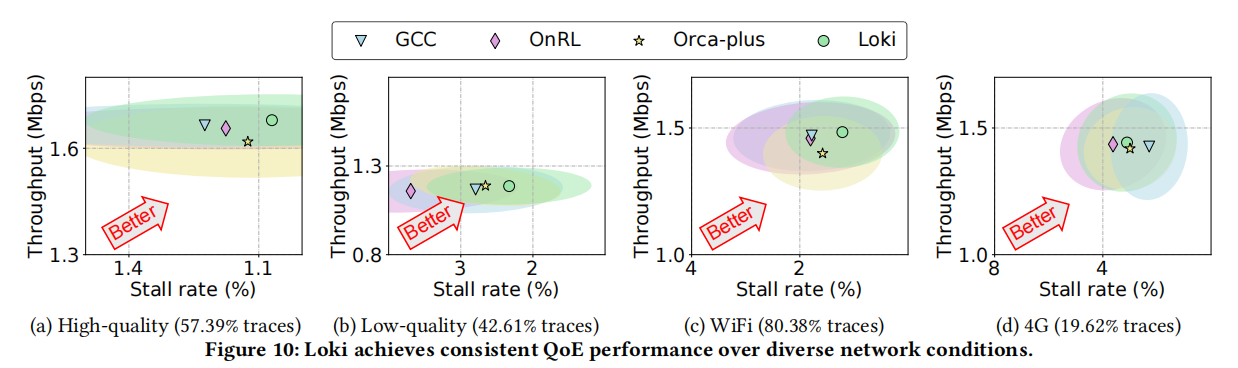 GCC OnRL Orca-plus Loki
Throughput (Mbps)
1.6
1.3
1.4 1.1
Stall rate (%)
Better
(a) High-quality (57.39% traces)
Throughput (Mbps)
1.3
0.8
3 2
Stall rate (%)
Better
(b) Low-quality (42.61% traces)
Throughput (Mbps)
1.5
1.0
4 2
Stall rate (%)
Better
(c) WiFi (80.38% traces)
Throughput (Mbps)
1.5
1.0
8 4
Stall rate (%)
Better
(d) 4G (19.62% traces)
Figure 10: Loki achieves consistent QoE performance over diverse network conditions.